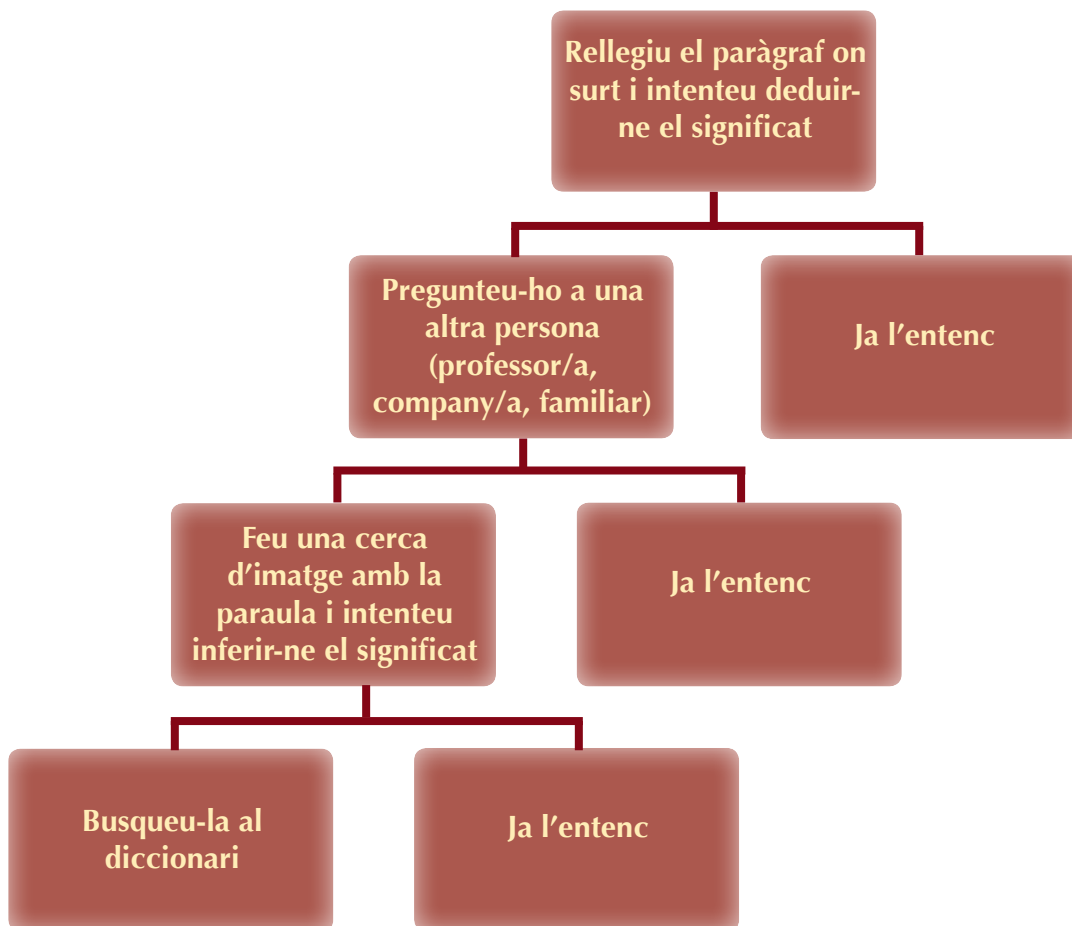 Rellegiu el paràgraf on
surt i intenteu deduir-
ne el significat
Pregunteu-ho a una
altra persona
(professor/a,
company/a, familiar)
Ja l’entenc
Feu una cerca
d’imatge amb la
paraula i intenteu
inferir-ne el significat
Ja l’entenc
Busqueu-la al
diccionari
Ja l’entenc